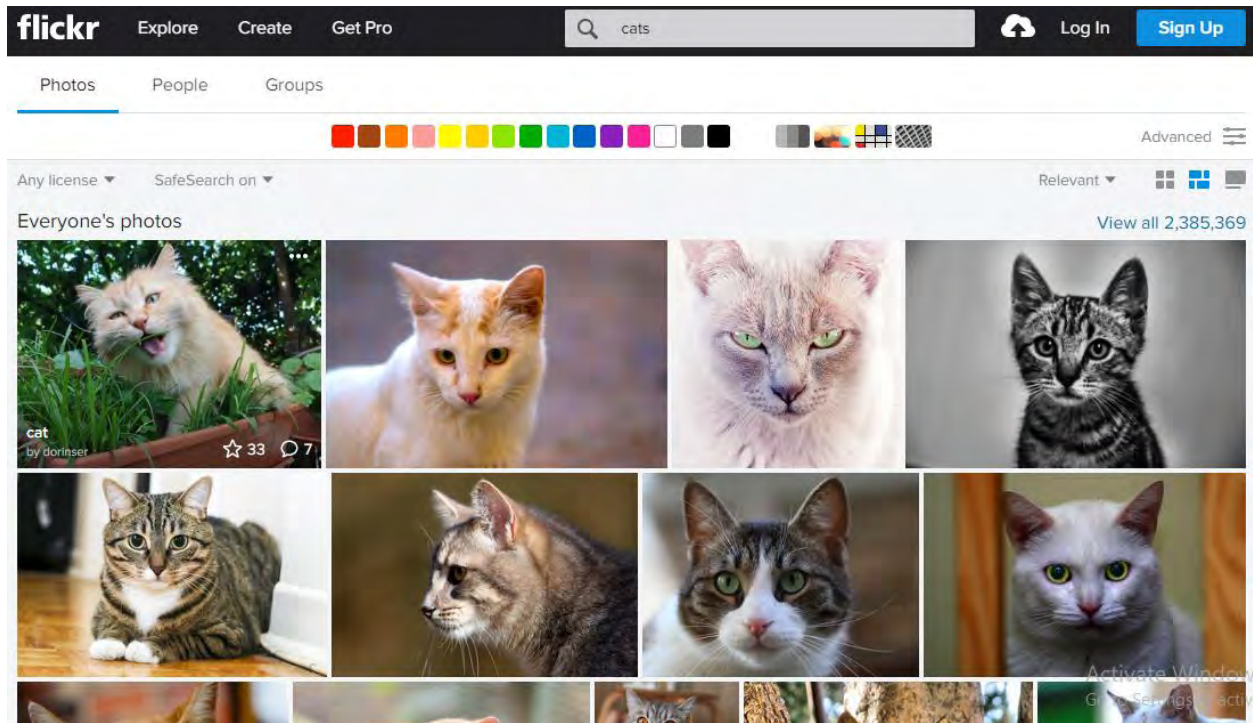 flickr Explore Create Get Pro cats Log In Sign Up
Photos People Groups
Advanced
Any license SafeSearch on Relevant
Everyone's photos View all 2,385,369
cat
by dorinser 33 7
Activate Window